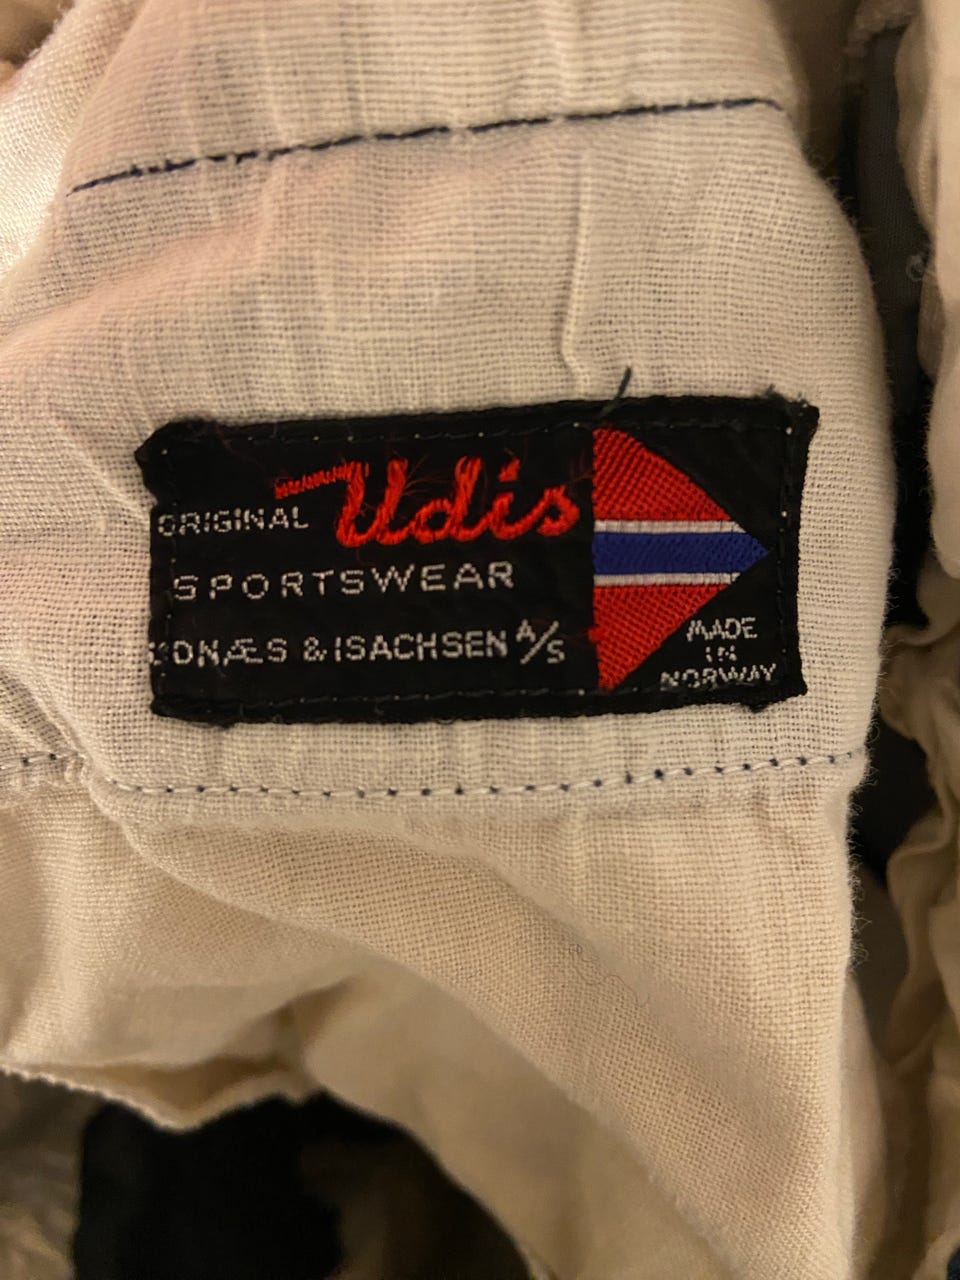 ORIGINAL Udis
SPORTSWEAR
& ISACHSEN A/S
MADE
IN
NORWAY